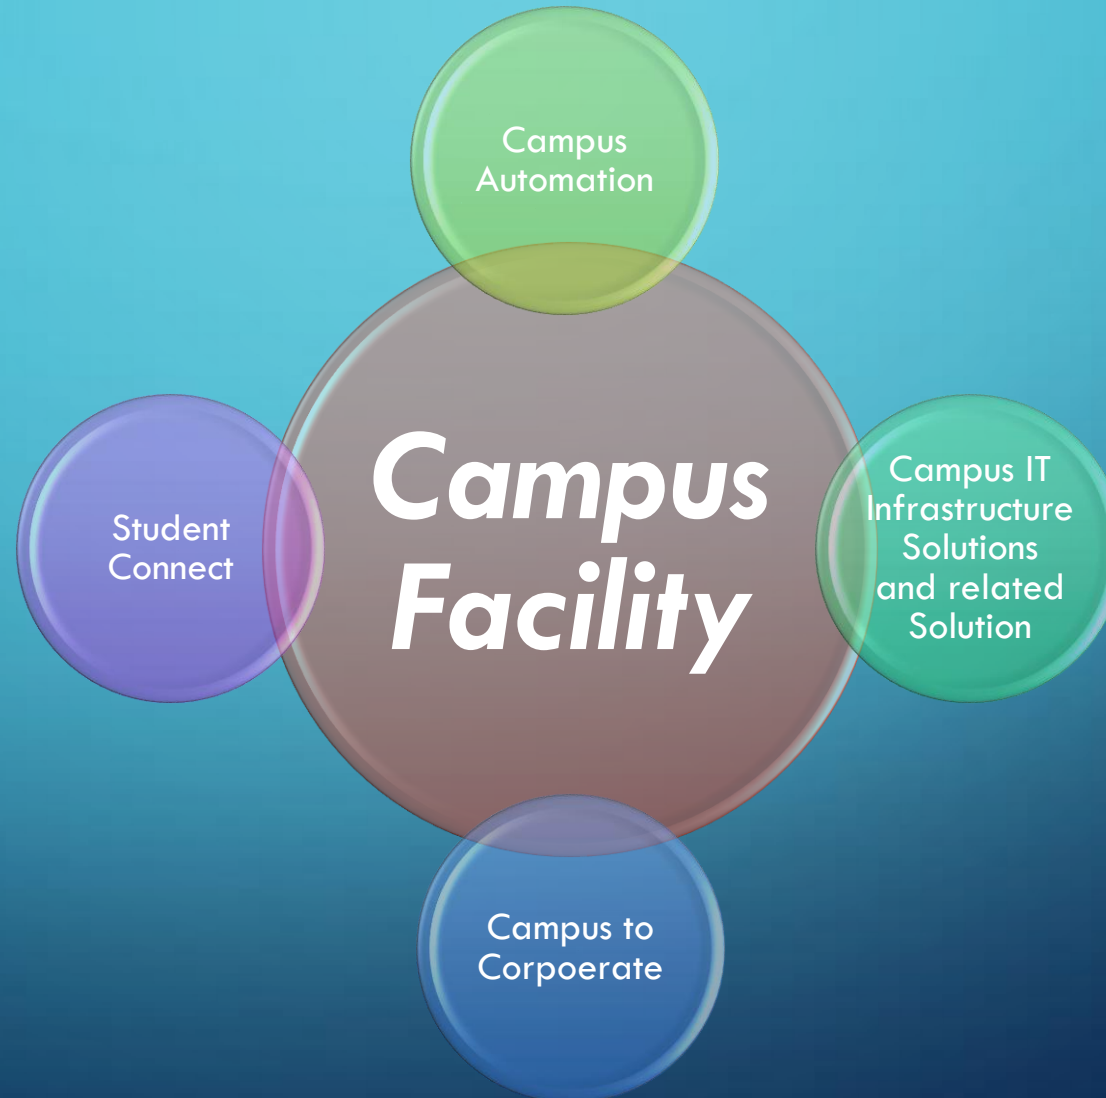 Campus
Automation
Campus
Facility
Student
Connect
Campus IT
Infrastructure
Solutions
and related
Solution
Campus to
Corpoerate